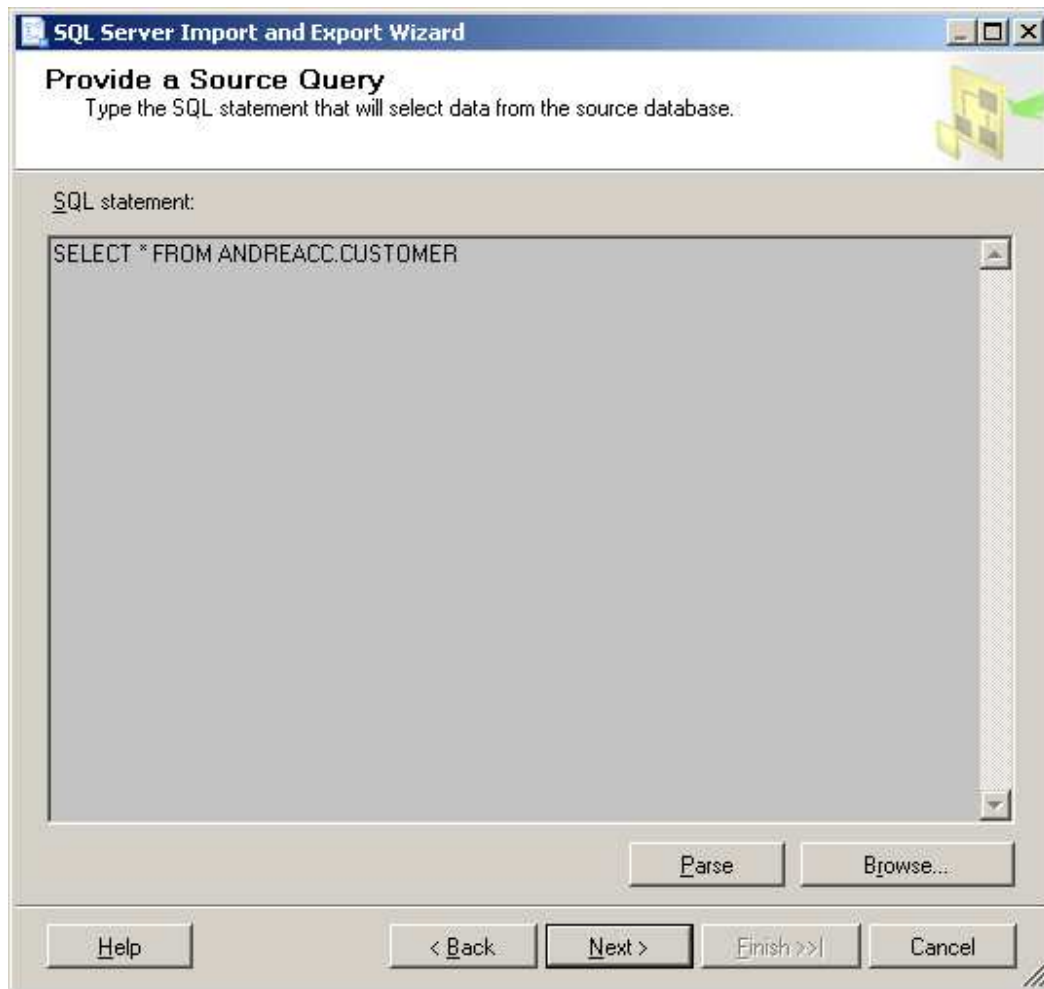 SQL Server Import and Export Wizard
Provide a Source Query
Type the SQL statement that will select data from the source database.
SQL statement:
SELECT * FROM ANDREACC.CUSTOMER
Parse
Browse...
Help
< Back
Next >
Finish >>|
Cancel